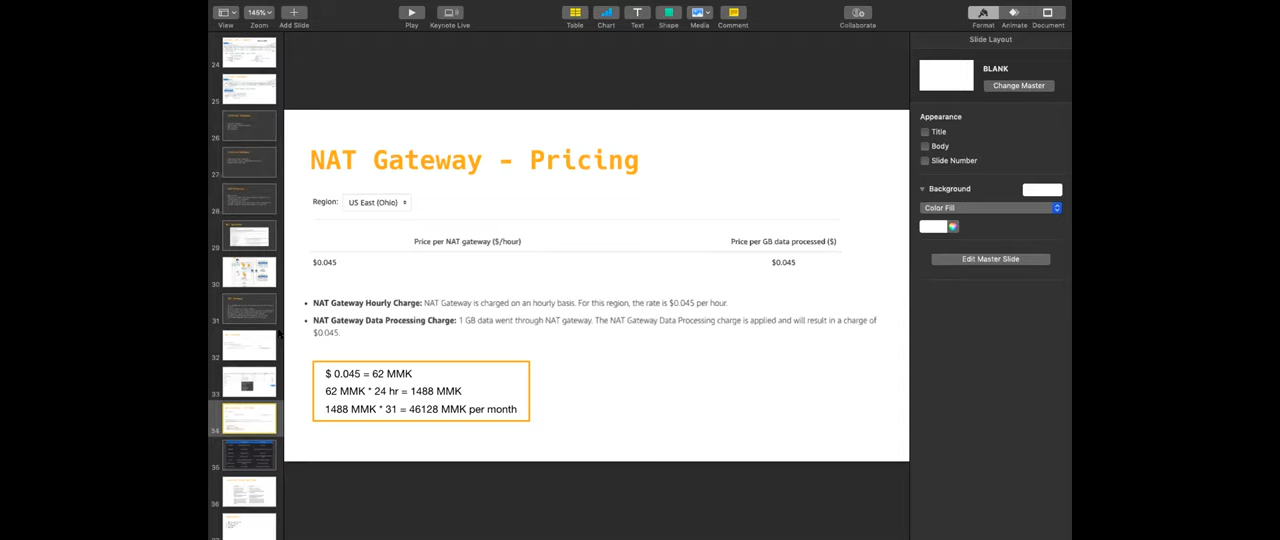 145%
View
Zoom
Add Slide
Play
Keynote Live
Table
Chart
Text
Shape
Media
Comment
Collaborate
Format
Animate
Document
Slide Layout
BLANK
Change Master
Appearance
Title
Body
Slide Number
Background
Color Fill
Edit Master Slide
24
25
26
27
28
29
30
31
32
33
34
35
36
NAT Gateway - Pricing
Region: US East (Ohio)
Price per NAT gateway ($/hour) Price per GB data processed ($)
$0.045 $0.045
• NAT Gateway Hourly Charge: NAT Gateway is charged on an hourly basis. For this region, the rate is $0.045 per hour.
• NAT Gateway Data Processing Charge: 1 GB data went through NAT gateway. The NAT Gateway Data Processing charge is applied and will result in a charge of
$0.045.
$ 0.045 = 62 MMK
62 MMK * 24 hr = 1488 MMK
1488 MMK * 31 = 46128 MMK per month